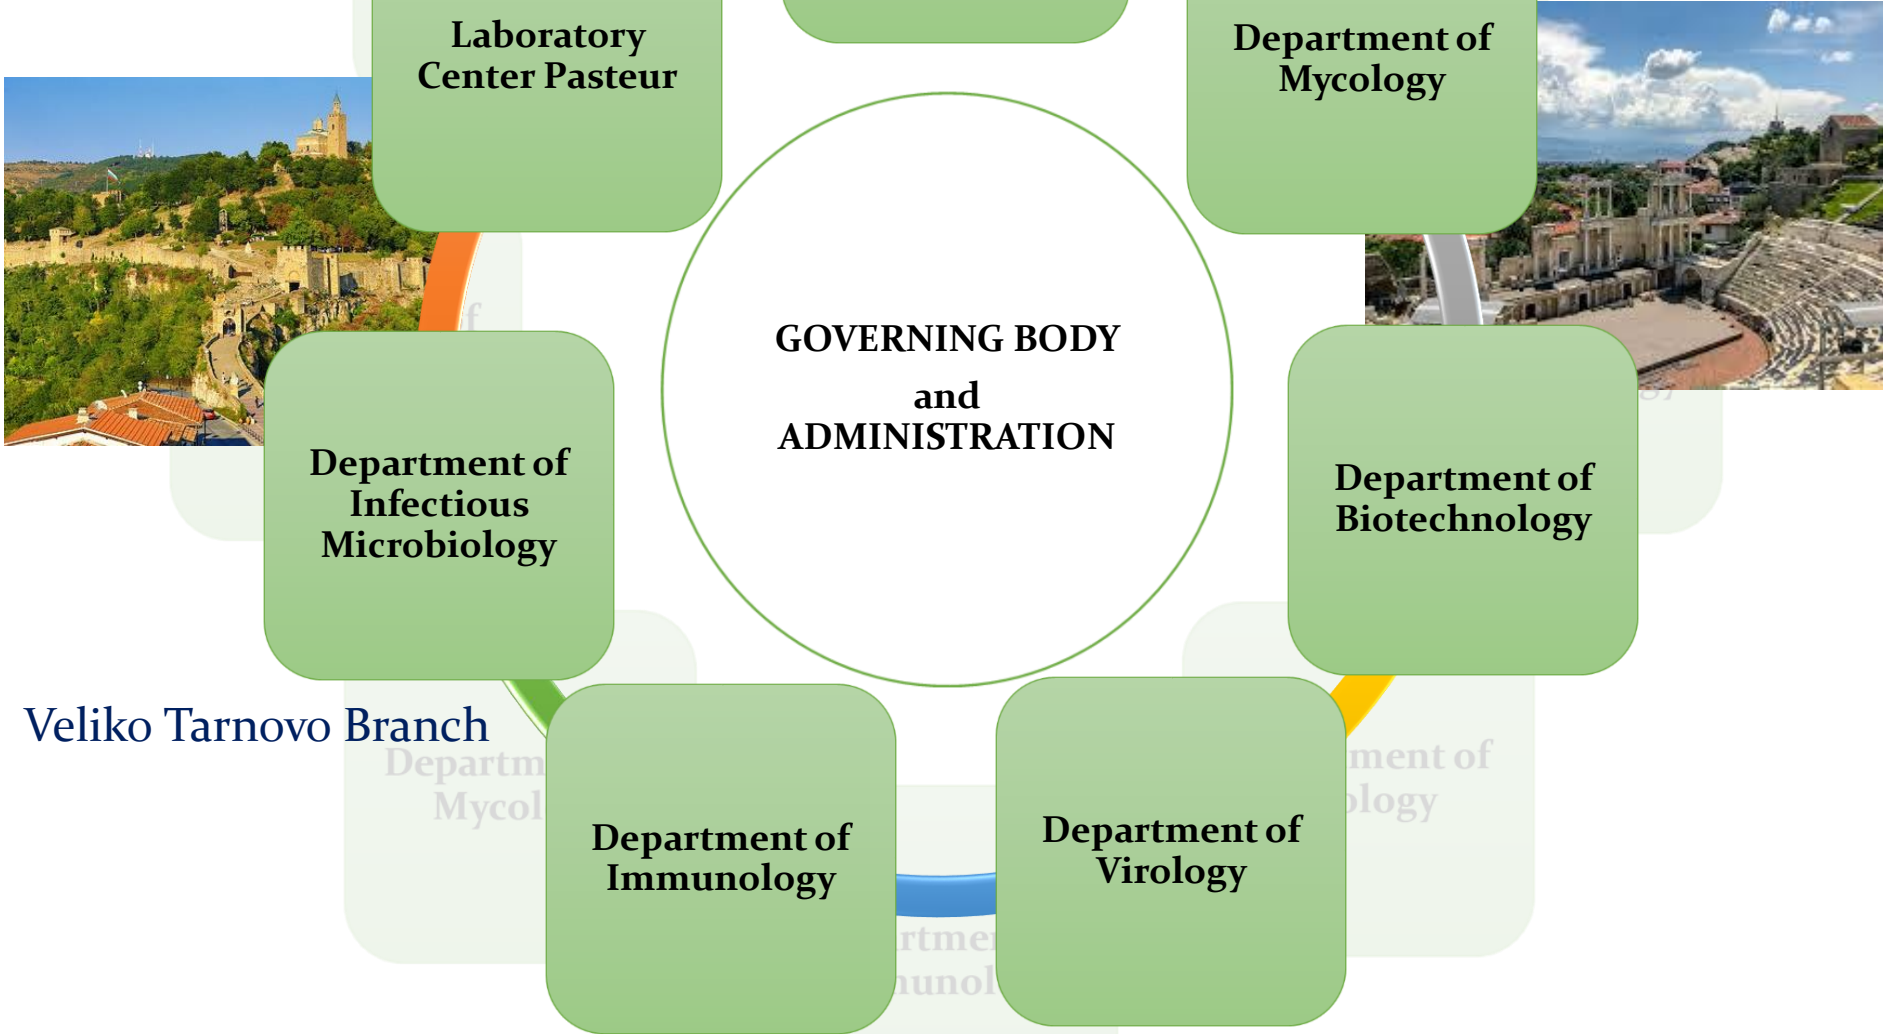 Laboratory
Center Pasteur
Department of
Mycology
GOVERNING BODY
and
ADMINISTRATION
Department of
Infectious
Microbiology
Department of
Biotechnology
Veliko Tarnovo Branch
Department of
Immunology
Department of
Virology